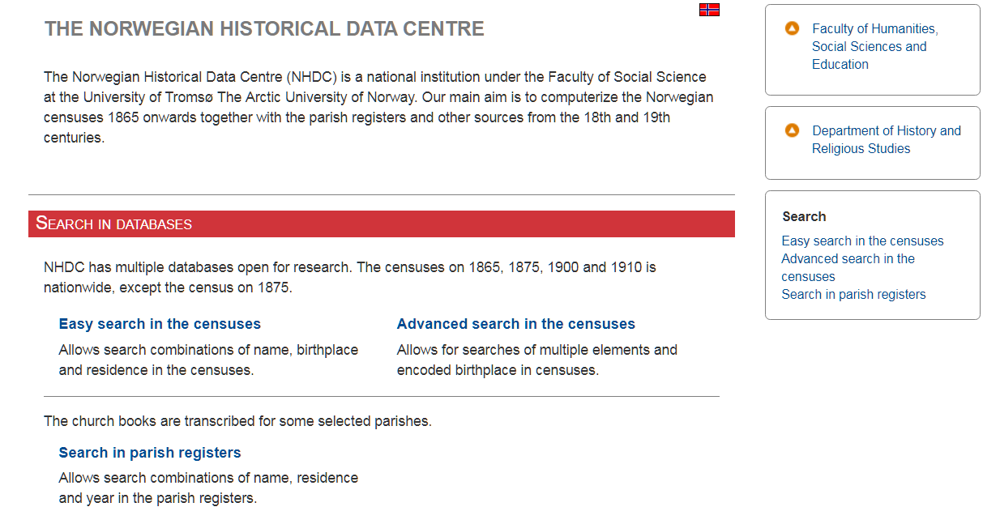 THE NORWEGIAN HISTORICAL DATA CENTRE
The Norwegian Historical Data Centre (NHDC) is a national institution under the Faculty of Social Science
at the University of Tromsø The Arctic University of Norway. Our main aim is to computerize the Norwegian
censuses 1865 onwards together with the parish registers and other sources from the 18th and 19th
centuries.
SEARCH IN DATABASES
NHDC has multiple databases open for research. The censuses on 1865, 1875, 1900 and 1910 is
nationwide, except the census on 1875.
Easy search in the censuses
Allows search combinations of name, birthplace
and residence in the censuses.
Advanced search in the censuses
Allows for searches of multiple elements and
encoded birthplace in censuses.
The church books are transcribed for some selected parishes.
Search in parish registers
Allows search combinations of name, residence
and year in the parish registers.
Faculty of Humanities,
Social Sciences and
Education
Department of History and
Religious Studies
Search
Easy search in the censuses
Advanced search in the
censuses
Search in parish registers